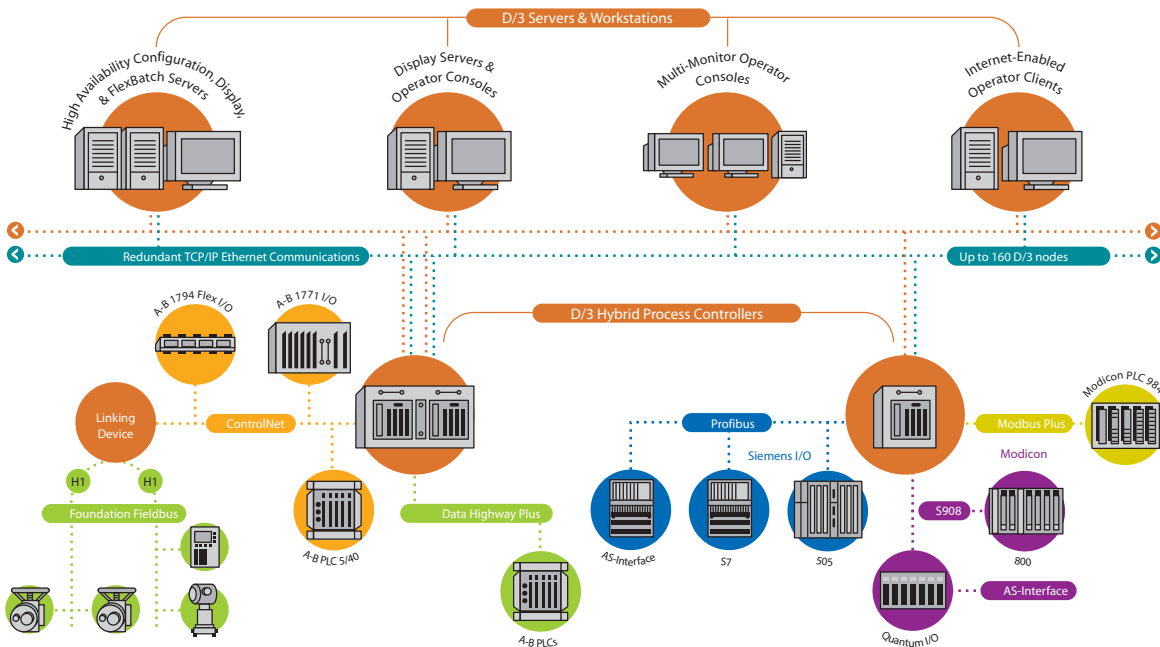 D/3 Servers & Workstations
High Availability Configuration, Display,
& FlexBatch Servers
Display Servers &
Operator Consoles
Multi-Monitor Operator
Consoles
Internet-Enabled
Operator Clients
Redundant TCP/IP Ethernet Communications
Up to 160 D/3 nodes
A-B 1794 Flex I/O
A-B 1771 I/O
D/3 Hybrid Process Controllers
Linking
Device
ControlNet
Profibus
Siemens I/O
Modbus Plus
Modicon PLC 984
Modicon
H1
H1
Foundation Fieldbus
A-B PLC 5/40
Data Highway Plus
A-B PLCs
AS-Interface
S7
505
S908
800
Quantum I/O
AS-Interface